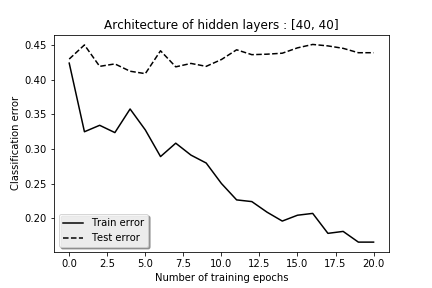 Architecture of hidden layers : [40, 40]
0.45
0.40
0.35
0.30
0.25
0.20
Classification error
Train error
Test error
0.0 2.5 5.0 7.5 10.0 12.5 15.0 17.5 20.0
Number of training epochs